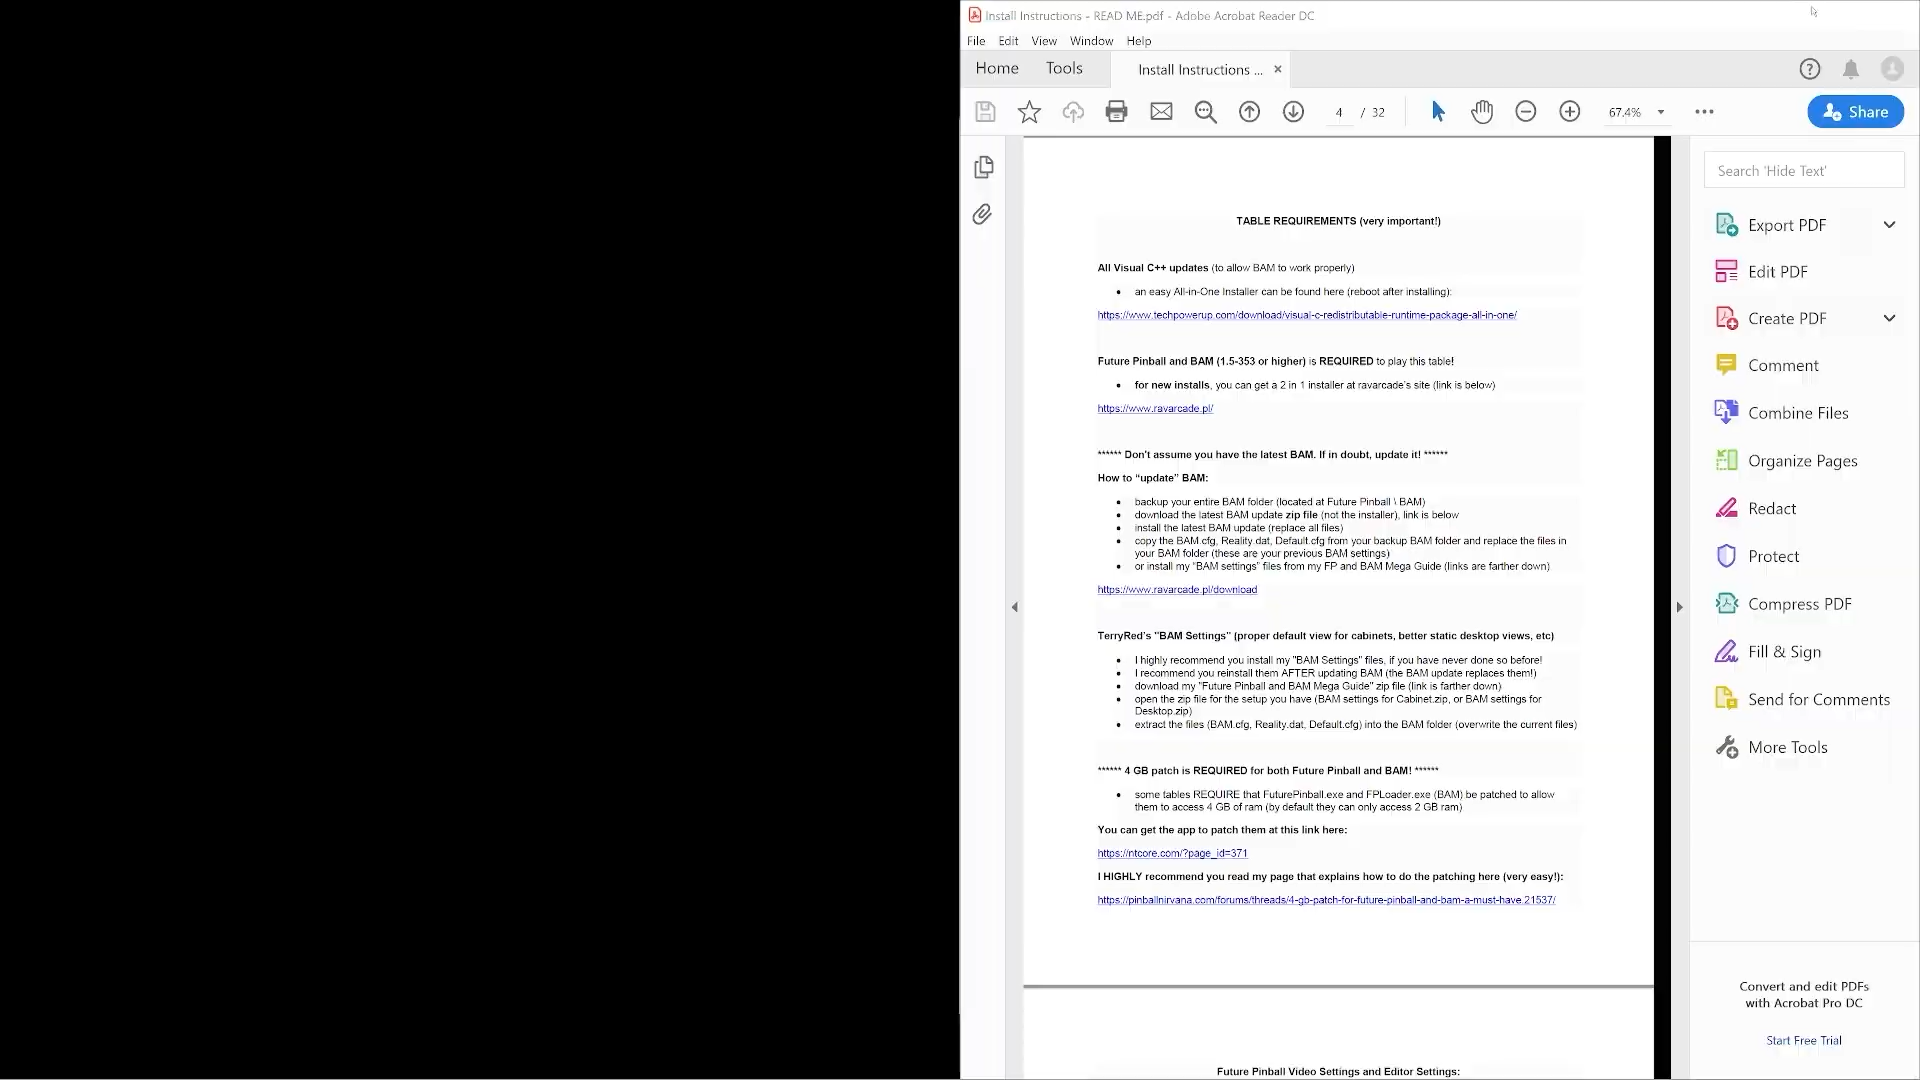 Install Instructions - READ ME.pdf - Adobe Acrobat Reader DC
File Edit View Window Help
Home Tools Install Instructions ... ×
4 / 32 67.4% Share
Search 'Hide Text'
Export PDF
Edit PDF
Create PDF
Comment
Combine Files
Organize Pages
Redact
Protect
Compress PDF
Fill & Sign
Send for Comments
More Tools
Convert and edit PDFs
with Acrobat Pro DC
Start Free Trial
TABLE REQUIREMENTS (very important!)
All Visual C++ updates (to allow BAM to work properly)
• an easy All-in-One Installer can be found here (reboot after installing):
https://www.techpowerup.com/download/visual-c-redistributable-runtime-package-all-in-one/
Future Pinball and BAM (1.5-353 or higher) is REQUIRED to play this table!
• for new installs, you can get a 2 in 1 installer at ravarcade's site (link is below)
https://www.ravarcade.pl/
****** Don't assume you have the latest BAM. If in doubt, update it! ******
How to “update” BAM:
• backup your entire BAM folder (located at Future Pinball \ BAM)
• download the latest BAM update zip file (not the installer), link is below
• install the latest BAM update (replace all files)
• copy the BAM.cfg, Reality.dat, Default.cfg from your backup BAM folder and replace the files in
your BAM folder (these are your previous BAM settings)
• or install my “BAM settings” files from my FP and BAM Mega Guide (links are farther down)
https://www.ravarcade.pl/download
TerryRed's "BAM Settings" (proper default view for cabinets, better static desktop views, etc)
• I highly recommend you install my "BAM Settings" files, if you have never done so before!
• I recommend you reinstall them AFTER updating BAM (the BAM update replaces them!)
• download my "Future Pinball and BAM Mega Guide" zip file (link is farther down)
• open the zip file for the setup you have (BAM settings for Cabinet.zip, or BAM settings for
Desktop.zip)
• extract the files (BAM.cfg, Reality.dat, Default.cfg) into the BAM folder (overwrite the current files)
****** 4 GB patch is REQUIRED for both Future Pinball and BAM! ******
• some tables REQUIRE that FuturePinball.exe and FPLoader.exe (BAM) be patched to allow
them to access 4 GB of ram (by default they can only access 2 GB ram)
You can get the app to patch them at this link here:
https://ntcore.com/?page_id=371
I HIGHLY recommend you read my page that explains how to do the patching here (very easy!):
https://pinballnirvana.com/forums/threads/4-gb-patch-for-future-pinball-and-bam-a-must-have.21537/
Future Pinball Video Settings and Editor Settings: